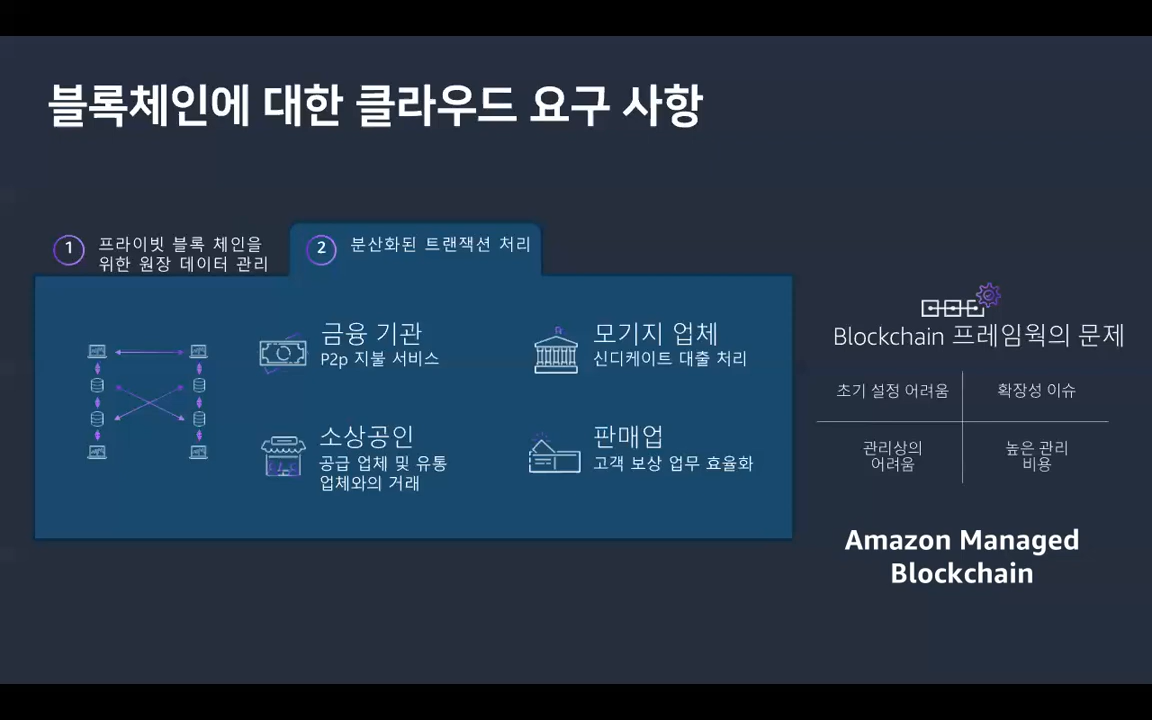 블록체인에 대한 클라우드 요구 사항
1
프라이빗 블록 체인을
위한 원장 데이터 관리
2
분산화된 트랜잭션 처리
금융 기관
P2p 지불 서비스
모기지 업체
신디케이트 대출 처리
소상공인
공급 업체 및 유통
업체와의 거래
판매업
고객 보상 업무 효율화
Blockchain 프레임웍의 문제
초기 설정 어려움
확장성 이슈
관리상의
어려움
높은 관리
비용
Amazon Managed
Blockchain